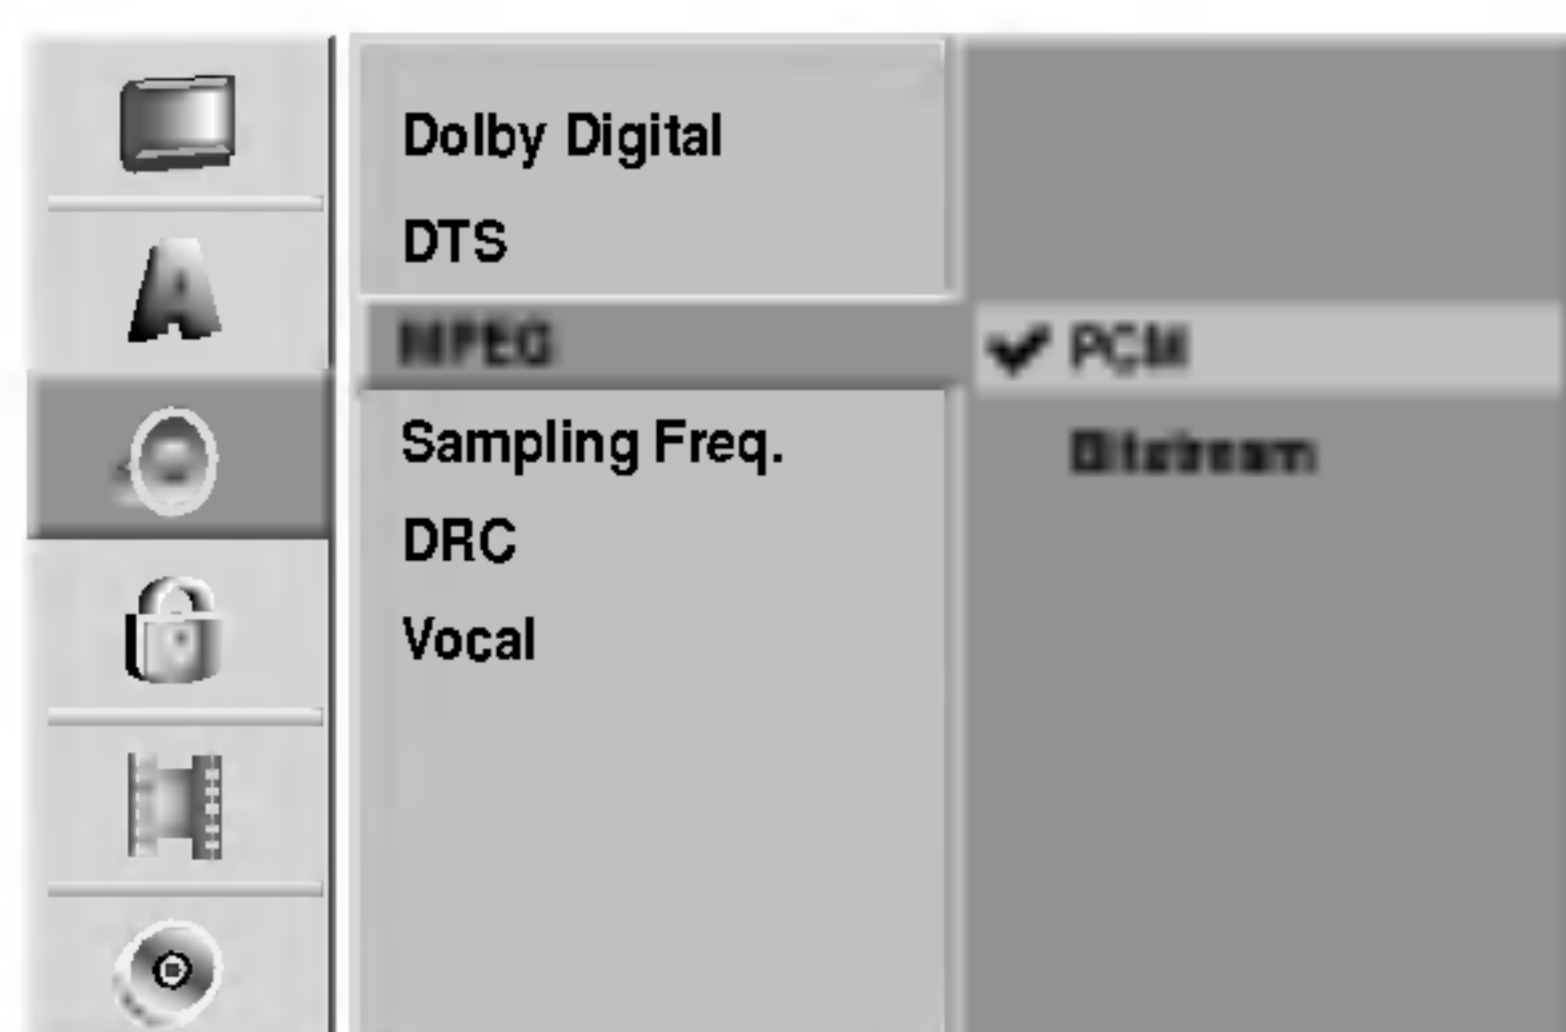 Dolby Digital
DTS
MPEG
PCM
Sampling Freq.
Bitstream
DRC
Vocal